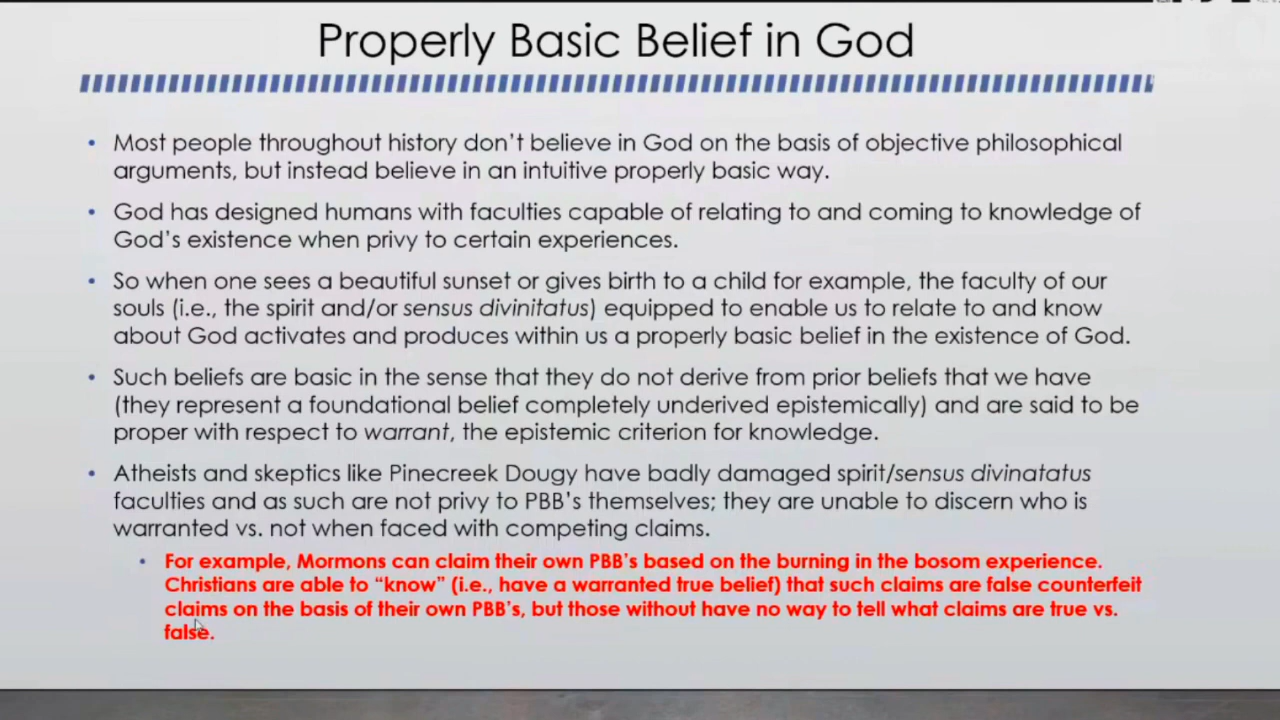 Properly Basic Belief in God
• Most people throughout history don't believe in God on the basis of objective philosophical
arguments, but instead believe in an intuitive properly basic way.
• God has designed humans with faculties capable of relating to and coming to knowledge of
God's existence when privy to certain experiences.
• So when one sees a beautiful sunset or gives birth to a child for example, the faculty of our
souls (i.e., the spirit and/or sensus divinitatus) equipped to enable us to relate to and know
about God activates and produces within us a properly basic belief in the existence of God.
• Such beliefs are basic in the sense that they do not derive from prior beliefs that we have
(they represent a foundational belief completely underived epistemically) and are said to be
proper with respect to warrant, the epistemic criterion for knowledge.
• Atheists and skeptics like Pinecreek Dougy have badly damaged spirit/sensus divinatatus
faculties and as such are not privy to PBB's themselves; they are unable to discern who is
warranted vs. not when faced with competing claims.
• For example, Mormons can claim their own PBB's based on the burning in the bosom experience.
Christians are able to "know" (i.e., have a warranted true belief) that such claims are false counterfeit
claims on the basis of their own PBB's, but those without have no way to tell what claims are true vs.
false.